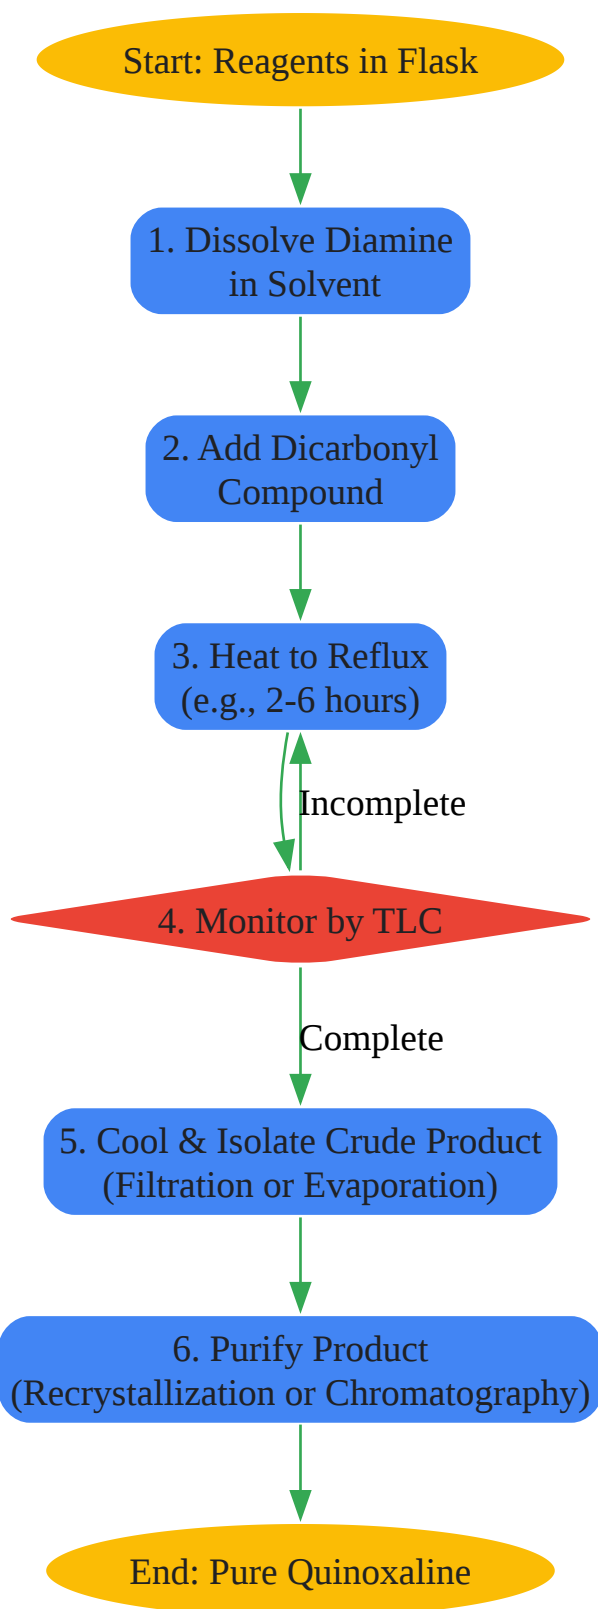 Start: Reagents in Flask
1. Dissolve Diamine
in Solvent
2. Add Dicarbonyl
Compound
3. Heat to Reflux
(e.g., 2-6 hours)
Incomplete
4. Monitor by TLC
Complete
5. Cool & Isolate Crude Product
(Filtration or Evaporation)
6. Purify Product
(Recrystallization or Chromatography)
End: Pure Quinoxaline